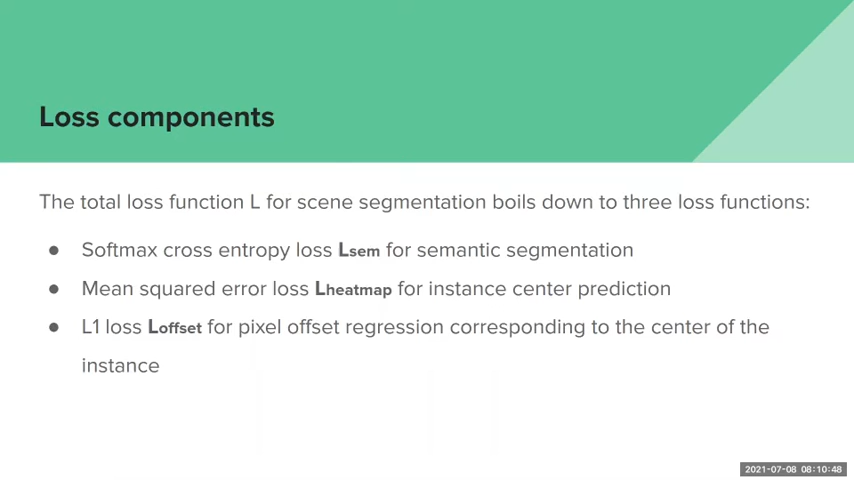 Loss components
The total loss function L for scene segmentation boils down to three loss functions:
● Softmax cross entropy loss Lsem for semantic segmentation
● Mean squared error loss Lheatmap for instance center prediction
● L1 loss Loffset for pixel offset regression corresponding to the center of the
instance
2021-07-08 08:10:48